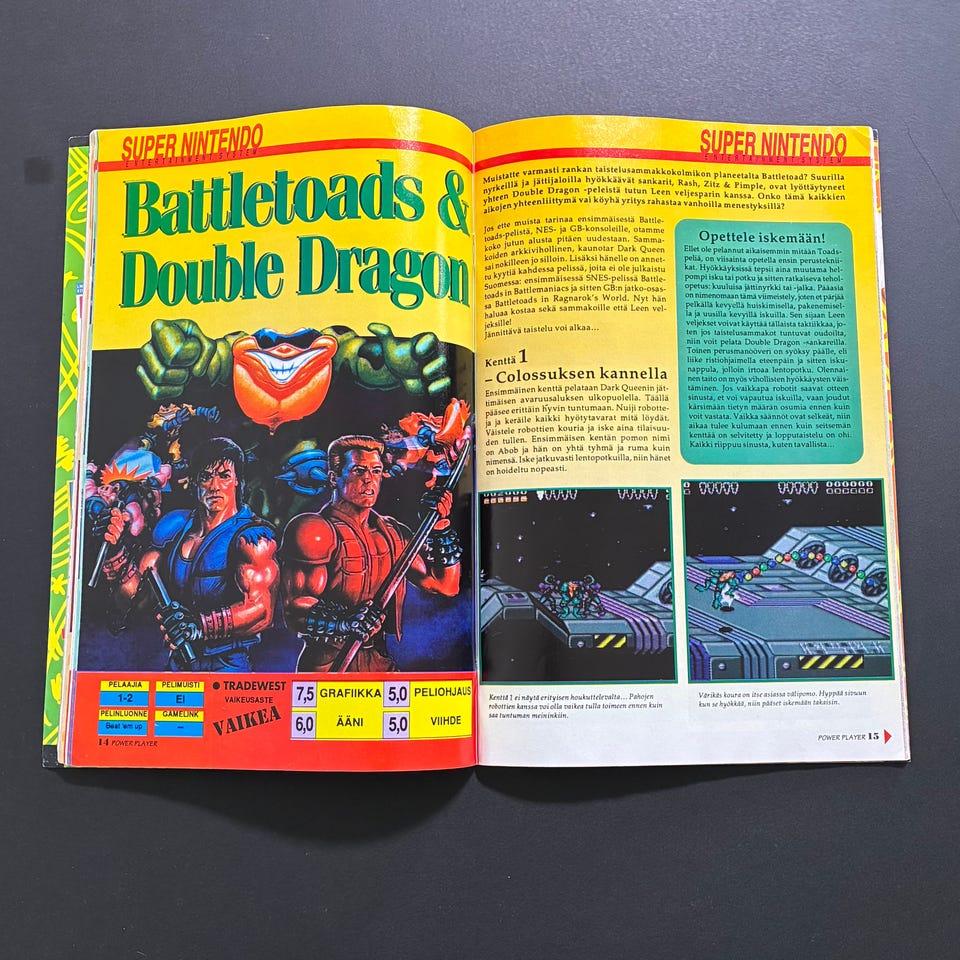 SUPER NINTENDO
ENTERTAINMENT SYSTEM
Battletoads &
Double Dragon
PELAAJIA
1-2
PELIMUISTI
EI
PELINLUONNE
Beat 'em up
GAMELINK
–
• TRADEWEST
VAIKEUSASTE
VAIKEA
7,5 GRAFIIKKA
5,0 PELIOHJAUS
6,0 ÄÄNI
5,0 VIIHDE
14 POWER PLAYER
SUPER NINTENDO
ENTERTAINMENT SYSTEM
Muistatte varmasti rankan taistelusammakkokolmikon planeetalta Battletoad? Suurilla
nyrkeillä ja jättijaloilla hyökkäävät sankarit, Rash, Zitz & Pimple, ovat lyöttäytyneet
yhteen Double Dragon -peleistä tutun Leen veljesparin kanssa. Onko tämä kaikkien
aikojen yhteenliittymä vai köyhä yritys rahastaa vanhoilla menestyksillä?
Jos ette muista tarinaa ensimmäisestä Battle-
toads-pelistä, NES- ja GB-konsoleille, otamme
koko jutun alusta pitäen uudestaan. Samma-
koiden arkkivihollinen, kaunotar Dark Queen
sai nokilleen jo silloin. Lisäksi hänelle on annet-
tu kyytiä kahdessa pelissä, joita ei ole julkaistu
Suomessa: ensimmäisessä SNES-pelissä Battle-
toads in Battlemaniacs ja sitten GB:n jatko-osas-
sa Battletoads in Ragnarok's World. Nyt hän
haluaa kostaa sekä sammakoille että Leen vel-
jeksille!
Jännittävä taistelu voi alkaa...
Kenttä 1
– Colossuksen kannella
Ensimmäinen kenttä pelataan Dark Queenin jät-
timäisen avaruusaluksen ulkopuolella. Täällä
pääsee erittäin hyvin tuntumaan. Nuiji robotte-
ja ja keräile kaikki hyötytavarat mitä löydät.
Väistele robottien kouria ja iske aina tilaisuu-
den tullen. Ensimmäisen kentän pomon nimi
on Abob ja hän on yhtä tyhmä ja ruma kuin
nimensä. Iske jatkuvasti lentopotkuilla, niin hänet
on hoideltu nopeasti.
Opettele iskemään!
Ellet ole pelannut aikaisemmin mitään Toads-
peliä, on viisainta opetella ensin perustekni-
kat. Hyökkäyksissä tepsii aina muutama hel-
pompi isku tai potku ja sitten ratkaiseva teho-
lopetus: kuuluisa jättinyrkki tai -jalka. Pääasia
on nimenomaan tämä viimeistely, joten et pärjää
pelkällä kevyellä huiskimisella, pakenemisel-
la ja uusilla kevyillä iskuilla. Sen sijaan Leen
veljekset voivat käyttää tällaista taktiikkaa, jo-
ten jos taistelusammakot tuntuvat oudoilta,
niin voit pelata Double Dragon -sankareilla.
Toinen perusmanööveri on syöksy päälle, eli
liike ristiohjaimella eteenpäin ja sitten isku-
nappula, jolloin irtoaa lentopotku. Olennai-
nen taito on myös vihollisten hyökkäysten väis-
täminen. Jos vaikkapa robotit saavat otteen
sinusta, et voi vapautua iskuilla, vaan joudut
kärsimään tietyn määrän osumia ennen kuin
voit vastata. Vaikka säännöt ovat selkeät, niin
aikaa tulee kulumaan ennen kuin seitsemän
kenttää on selvitetty ja lopputaistelu on ohi.
Kaikki riippuu sinusta, kuten tavallista...
000000
Kenttä 1 ei näytä erityisen houkuttelevalta... Pahojen
robottien kanssa voi olla vaikea tulla toimeen ennen kuin
saa tuntuman meininkiin.
Värikäs koura on itse asiassa välipomo. Hyppää sivuun
kun se hyökkää, niin pääset iskemään takaisin.
POWER PLAYER 15